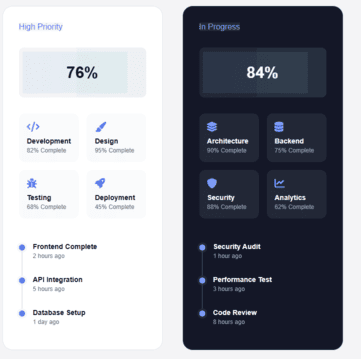 High Priority
76%
Development
82% Complete
Design
95% Complete
Testing
68% Complete
Deployment
45% Complete
Frontend Complete
2 hours ago
API Integration
5 hours ago
Database Setup
1 day ago
In Progress
84%
Architecture
90% Complete
Backend
75% Complete
Security
88% Complete
Analytics
62% Complete
Security Audit
1 hour ago
Performance Test
3 hours ago
Code Review
8 hours ago